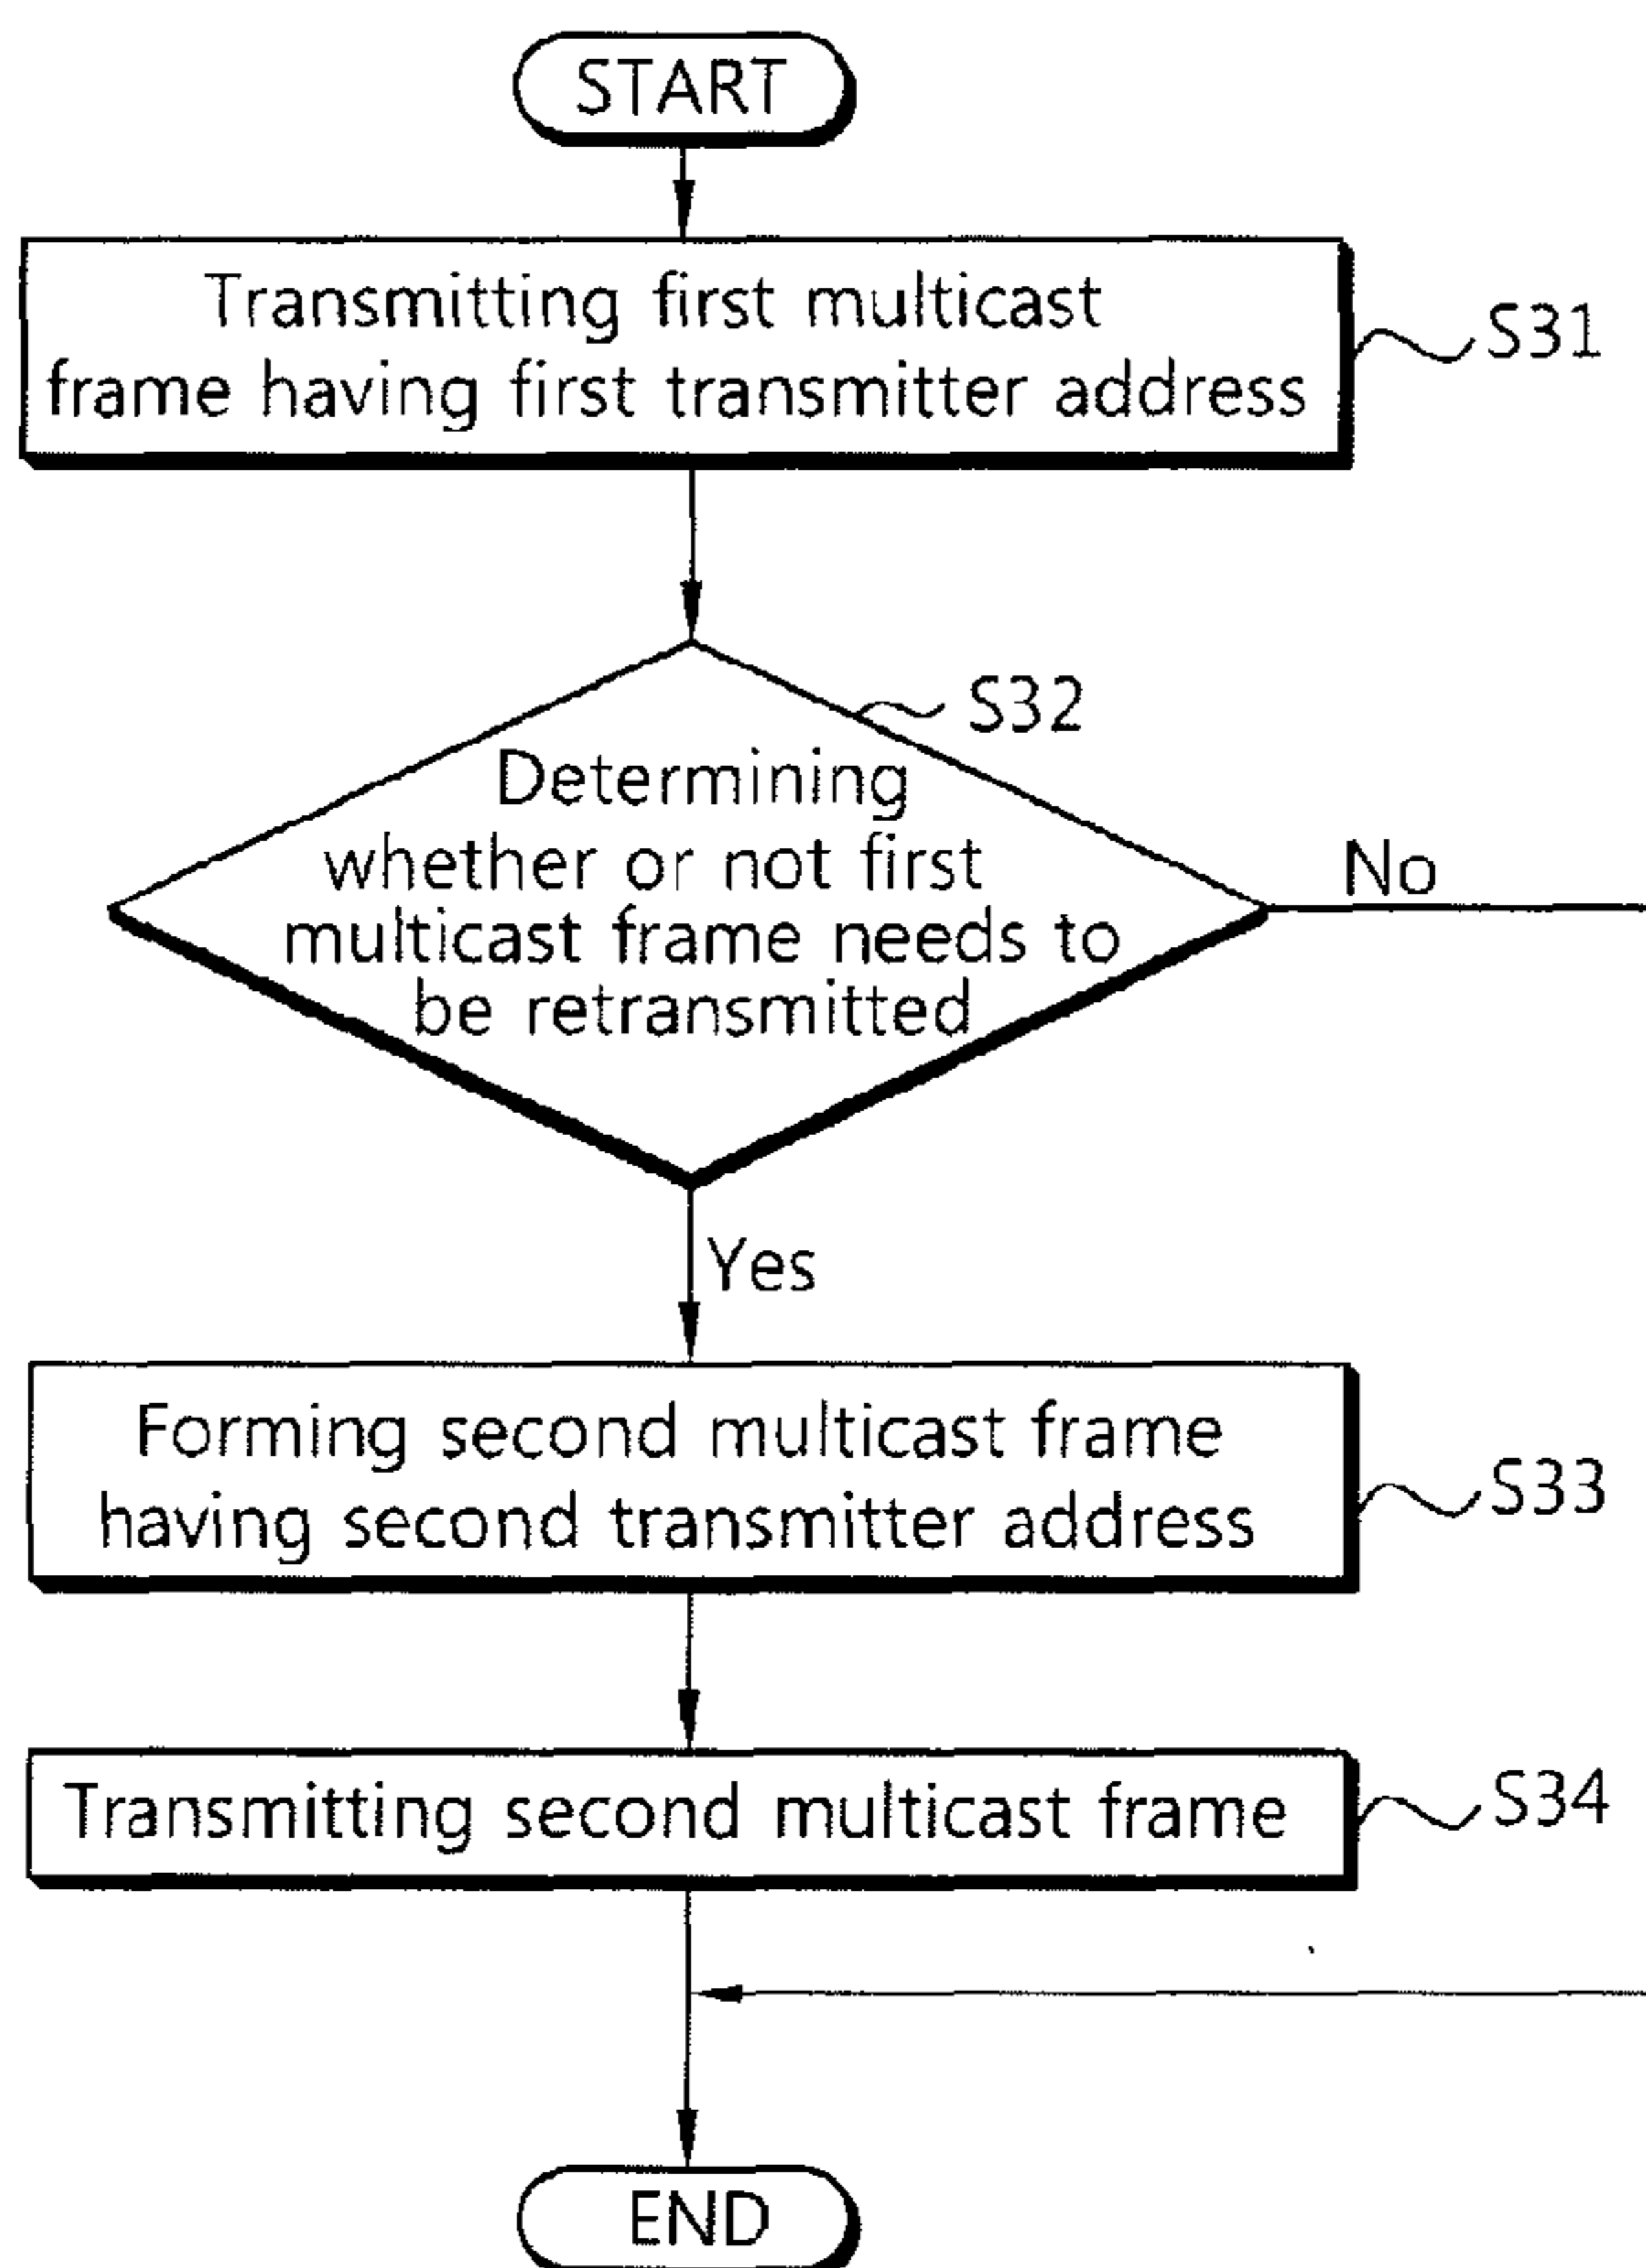 START
Transmitting first multicast
frame having first transmitter address
S31
S32
Determining
whether or not first
multicast frame needs to
be retransmitted
No
Yes
Forming second multicast frame
having second transmitter address
S33
Transmitting second multicast frame
S34
END